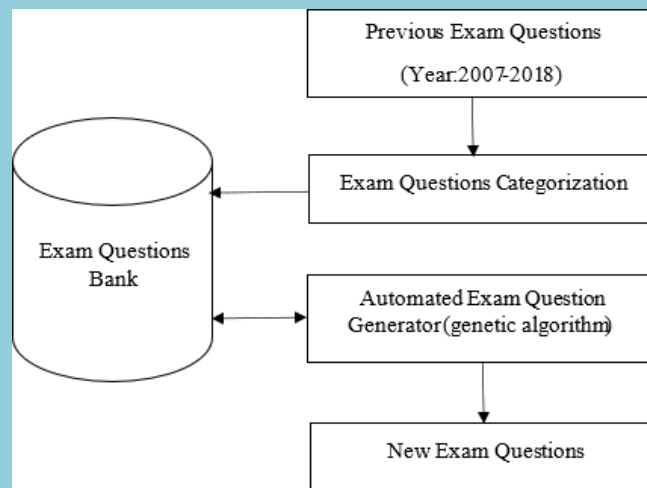 Previous Exam Questions
(Year:2007-2018)
Exam Questions Categorization
Exam Questions
Bank
Automated Exam Question
Generator(genetic algorithm)
New Exam Questions